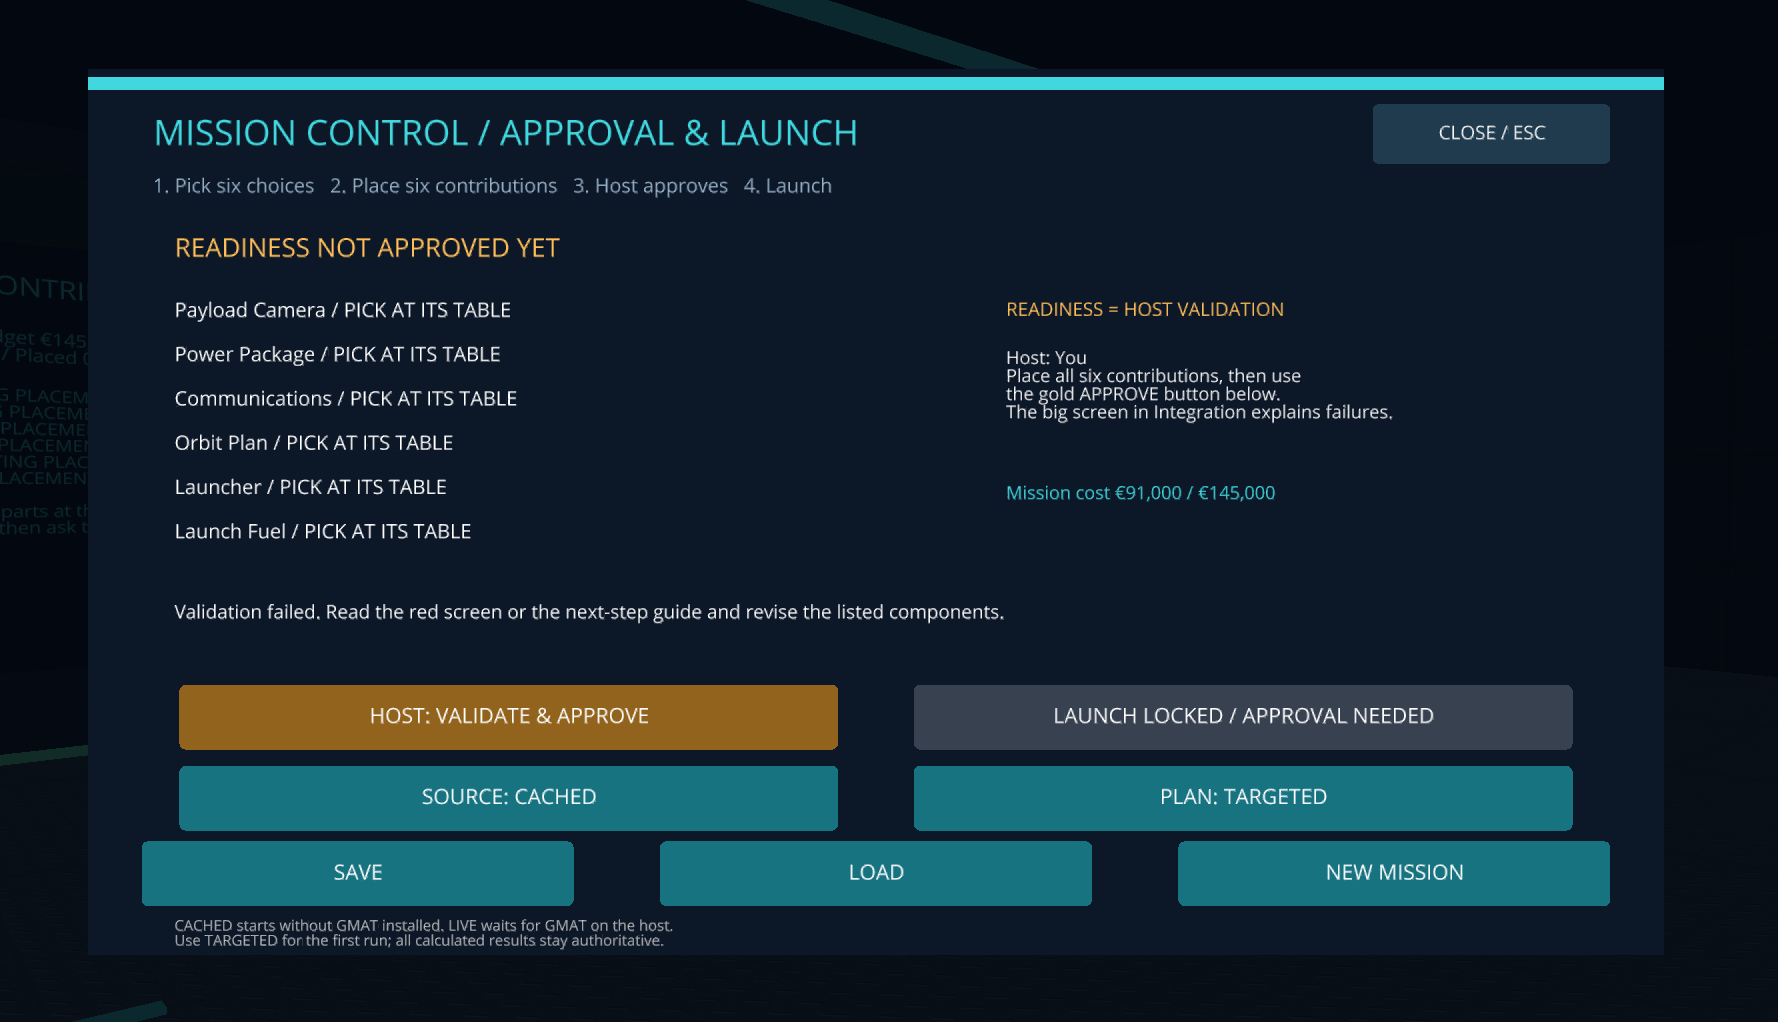 MISSION CONTROL / APPROVAL & LAUNCH
CLOSE / ESC
1. Pick six choices 2. Place six contributions 3. Host approves 4. Launch
READINESS NOT APPROVED YET
Payload Camera / PICK AT ITS TABLE
Power Package / PICK AT ITS TABLE
Communications / PICK AT ITS TABLE
Orbit Plan / PICK AT ITS TABLE
Launcher / PICK AT ITS TABLE
Launch Fuel / PICK AT ITS TABLE
READINESS = HOST VALIDATION
Host: You
Place all six contributions, then use
the gold APPROVE button below.
The big screen in Integration explains failures.
Mission cost €91,000 / €145,000
Validation failed. Read the red screen or the next-step guide and revise the listed components.
HOST: VALIDATE & APPROVE
LAUNCH LOCKED / APPROVAL NEEDED
SOURCE: CACHED
PLAN: TARGETED
SAVE
LOAD
NEW MISSION
CACHED starts without GMAT installed. LIVE waits for GMAT on the host.
Use TARGETED for the first run; all calculated results stay authoritative.
€145
/ Placed
parts at
then ask